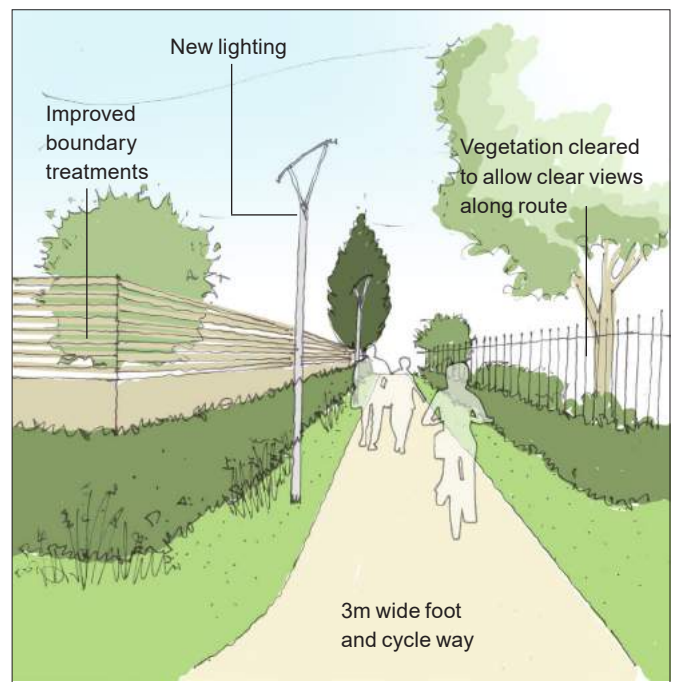 New lighting
Improved
boundary
treatments
Vegetation cleared
to allow clear views
along route
3m wide foot
and cycle way